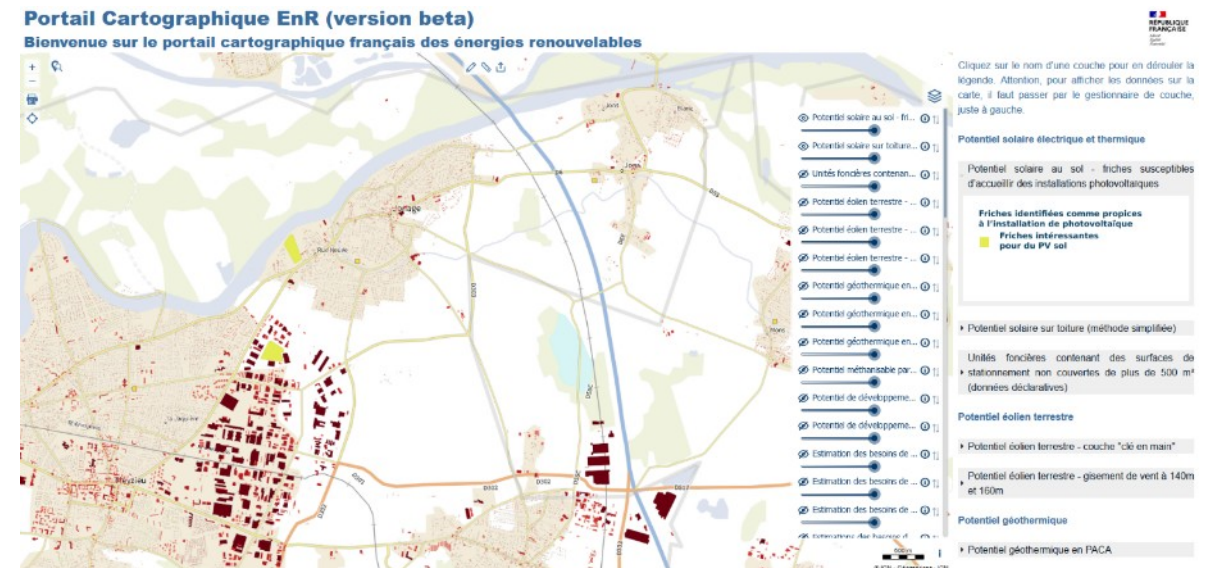 Portail Cartographique EnR (version beta)
Bienvenue sur le portail cartographique français des énergies renouvelables
RÉPUBLIQUE
FRANÇAISE
Cliquez sur le nom d'une couche pour en dérouler la
légende. Attention, pour afficher les données sur la
carte, il faut passer par le gestionnaire de couche,
juste à gauche.
Potentiel solaire électrique et thermique
Potentiel solaire au sol - friches susceptibles
d'accueillir des installations photovoltaïques
Friches identifiées comme propices
à l'installation de photovoltaïque
Friches intéressantes
pour du PV sol
Potentiel solaire sur toiture (méthode simplifiée)
Unités foncières contenant des surfaces de
stationnement non couvertes de plus de 500 m²
(données déclaratives)
Potentiel éolien terrestre
Potentiel éolien terrestre - couche "clé en main"
Potentiel éolien terrestre - gisement de vent à 140m
et 160m
Potentiel géothermique
Potentiel géothermique en PACA
Potentiel solaire au sol - fri...
Potentiel solaire sur toiture...
Unités foncières contenan...
Potentiel éolien terrestre - ...
Potentiel éolien terrestre - ...
Potentiel éolien terrestre - ...
Potentiel géothermique en...
Potentiel géothermique en...
Potentiel géothermique en...
Potentiel méthanisable par...
Potentiel de développeme...
Potentiel de développeme...
Estimation des besoins de ...
Estimation des besoins de ...
Estimation des besoins de ...
Estimations des besoins d...
Jons
Meyzieu
D302
D302
D302
D317